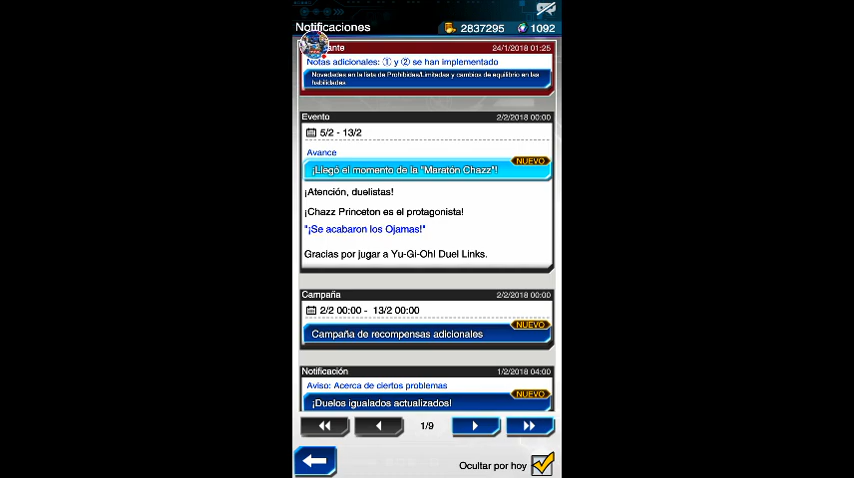 Notificaciones
2837295
1092
ante
24/1/2018 01:25
Notas adicionales: ① y ② se han implementado
Novedades en la lista de Prohibidas/Limitadas y cambios de equilibrio en las
habilidades.
Evento
2/2/2018 00:00
5/2 - 13/2
Avance
NUEVO
¡Llegó el momento de la "Maratón Chazz"!
¡Atención, duelistas!
¡Chazz Princeton es el protagonista!
"¡Se acabaron los Ojamas!"
Gracias por jugar a Yu-Gi-Oh! Duel Links.
Campaña
2/2/2018 00:00
2/2 00:00 - 13/2 00:00
NUEVO
Campaña de recompensas adicionales
Notificación
1/2/2018 04:00
Aviso: Acerca de ciertos problemas
NUEVO
¡Duelos igualados actualizados!
1/9
Ocultar por hoy